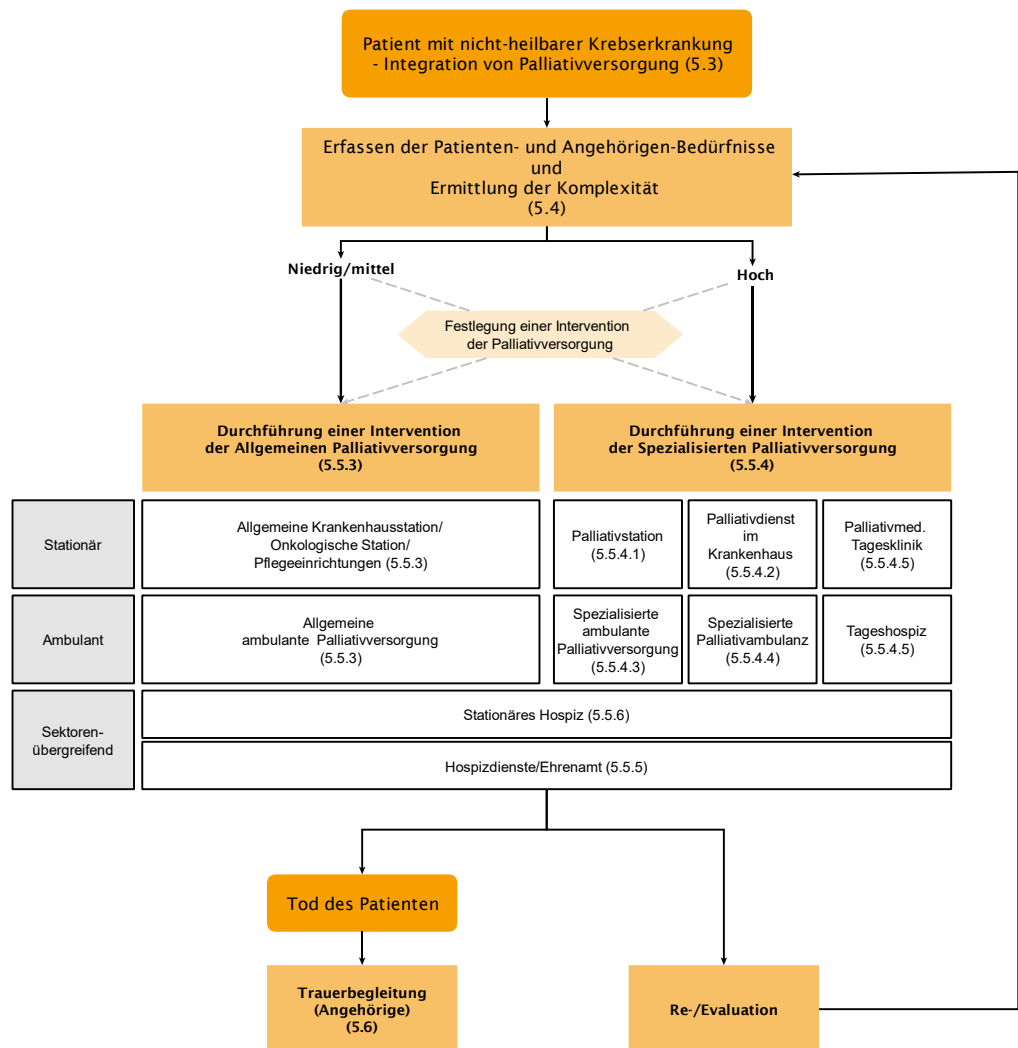 Patient mit nicht-heilbarer Krebserkrankung
- Integration von Palliativversorgung (5.3)
Erfassen der Patienten- und Angehörigen-Bedürfnisse
und
Ermittlung der Komplexität
(5.4)
Niedrig/mittel
Hoch
Festlegung einer Intervention
der Palliativversorgung
Durchführung einer Intervention
der Allgemeinen Palliativversorgung
(5.5.3)
Durchführung einer Intervention
der Spezialisierten Palliativversorgung
(5.5.4)
Stationär
Allgemeine Krankenhausstation/
Onkologische Station/
Pflegeeinrichtungen (5.5.3)
Palliativstation
(5.5.4.1)
Palliativdienst
im
Krankenhaus
(5.5.4.2)
Palliativmed.
Tagesklinik
(5.5.4.5)
Ambulant
Allgemeine
ambulante Palliativversorgung
(5.5.3)
Spezialisierte
ambulante
Palliativversorgung
(5.5.4.3)
Spezialisierte
Palliativambulanz
(5.5.4.4)
Tageshospiz
(5.5.4.5)
Sektoren-
übergreifend
Stationäres Hospiz (5.5.6)
Hospizdienste/Ehrenamt (5.5.5)
Tod des Patienten
Trauerbegleitung
(Angehörige)
(5.6)
Re-/Evaluation